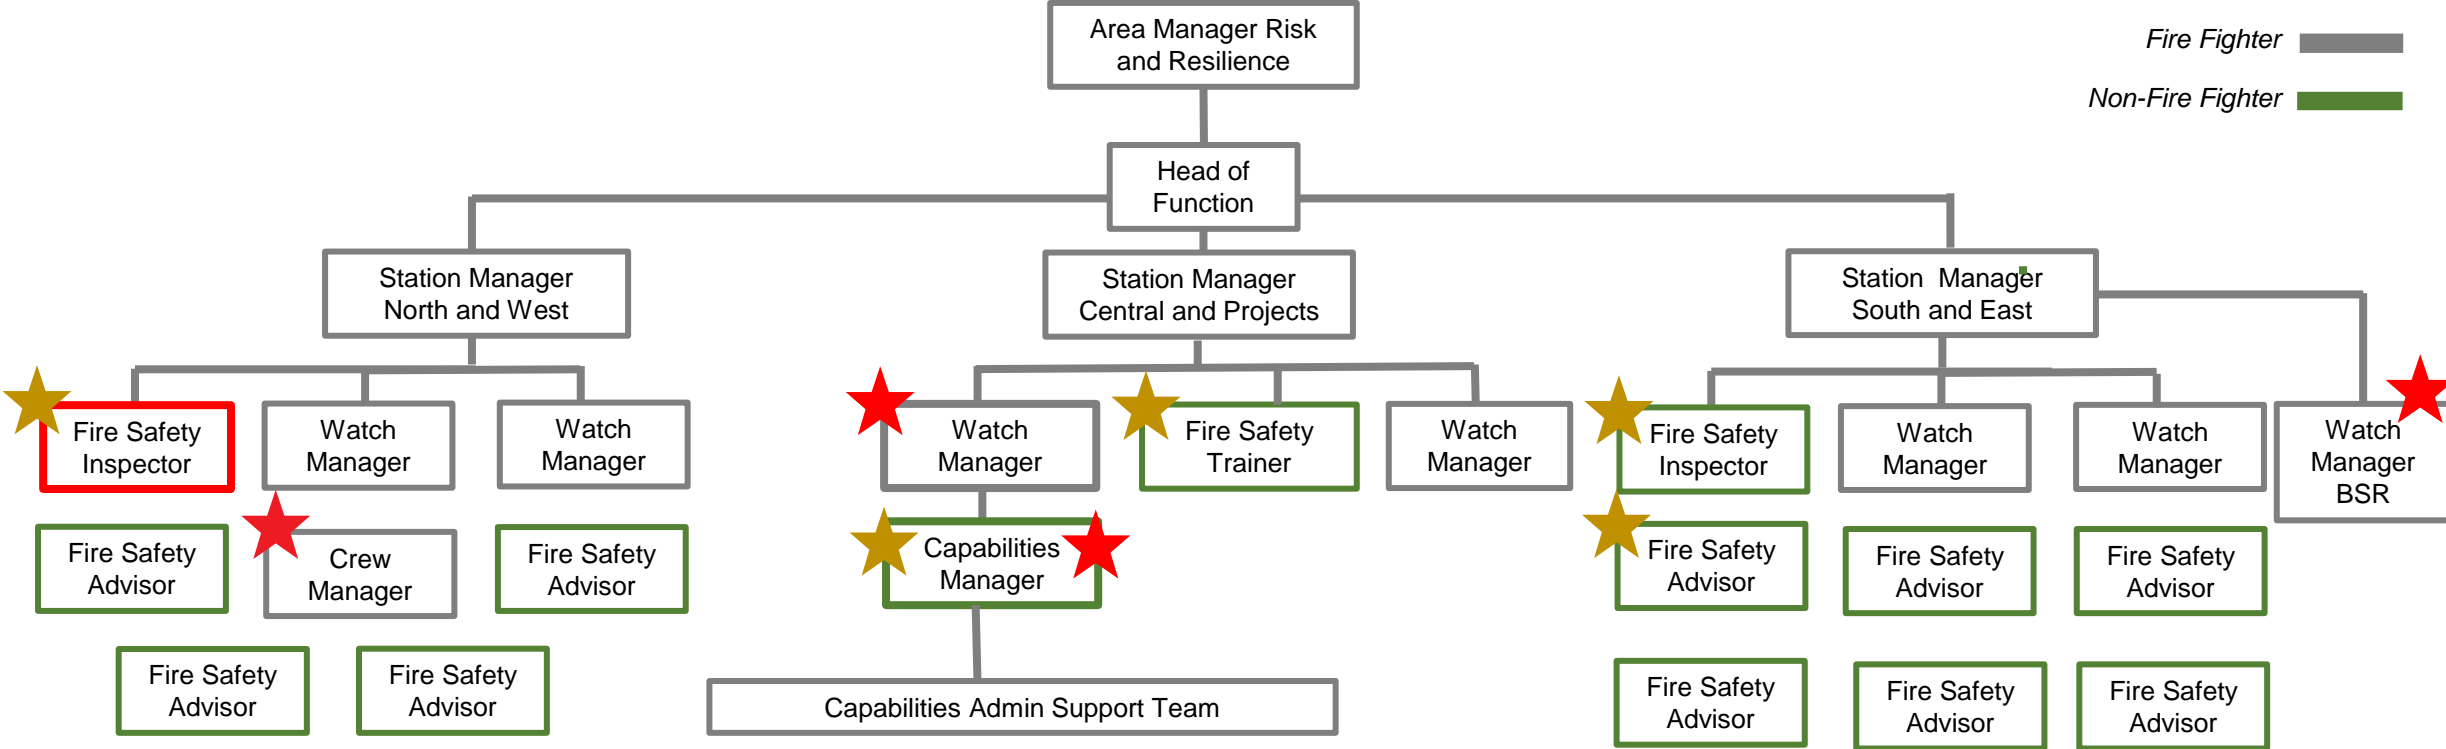 Area Manager Risk
and Resilience
Fire Fighter
Non-Fire Fighter
Head of
Function
Station Manager
North and West
Station Manager
Central and Projects
Station  Manager
South and East
Fire Safety
Inspector
Watch
Manager
Watch
Manager
Watch
Manager
Fire Safety
Trainer
Watch
Manager
Fire Safety
Inspector
Watch
Manager
Watch
Manager
Watch
Manager
BSR
Fire Safety
Advisor
Crew
Manager
Fire Safety
Advisor
Capabilities
Manager
Fire Safety
Advisor
Fire Safety
Advisor
Fire Safety
Advisor
Fire Safety
Advisor
Fire Safety
Advisor
Capabilities Admin Support Team
Fire Safety
Advisor
Fire Safety
Advisor
Fire Safety
Advisor